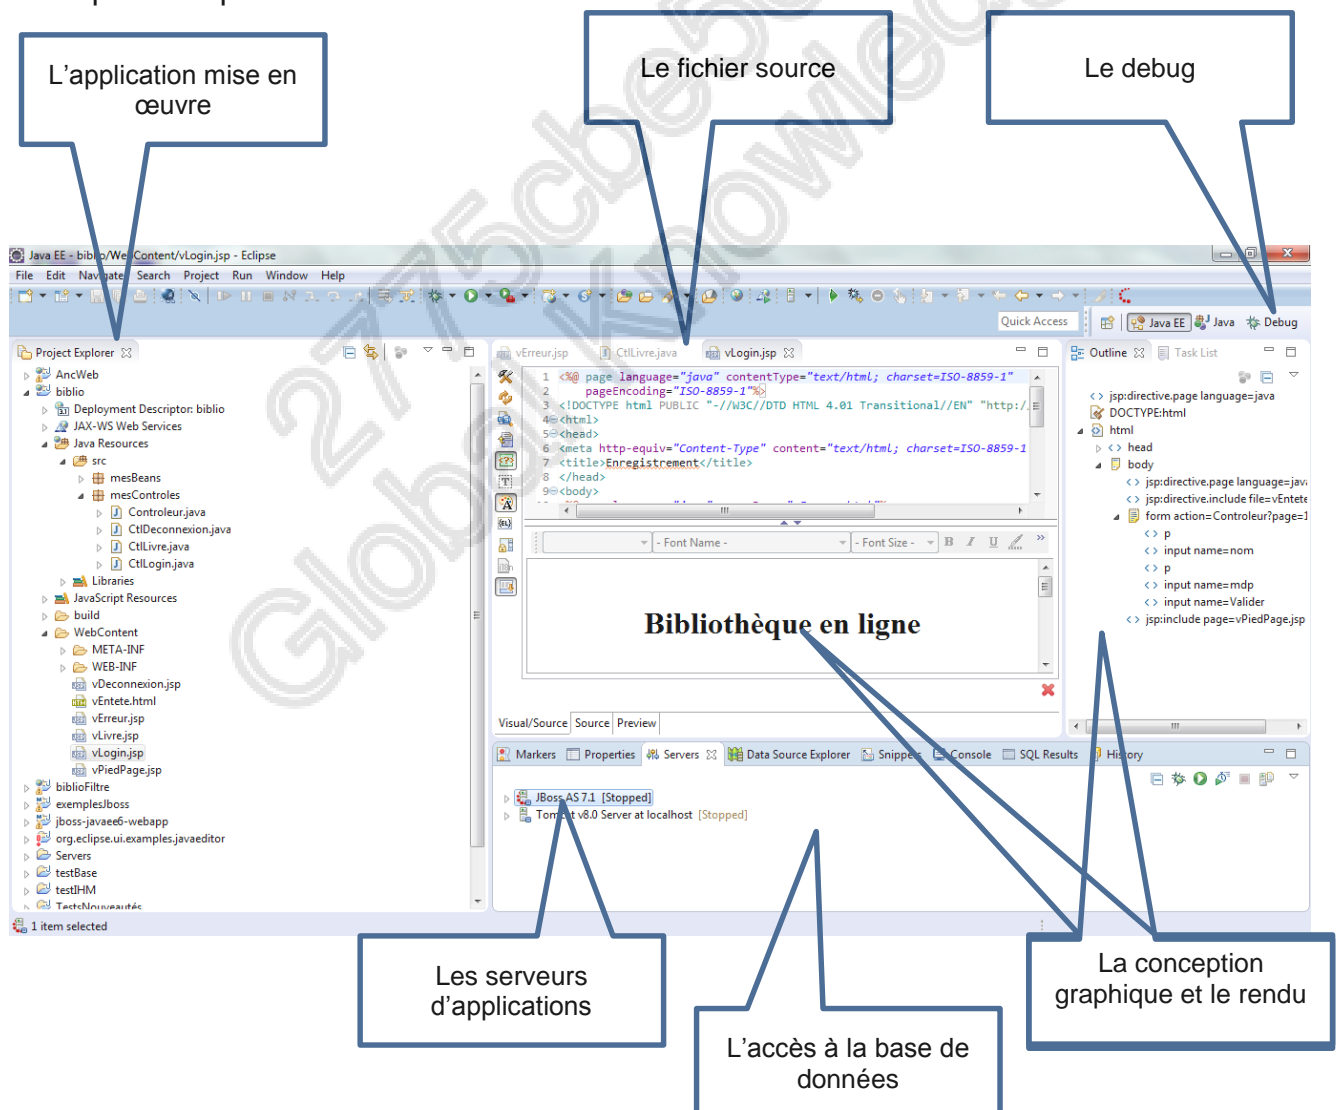 L'application mise en
œuvre
Le fichier source
Le debug
Java EE - biblio/WebContent/vLogin.jsp - Eclipse
File Edit Navigate Search Project Run Window Help
Quick Access
Java EE Java Debug
Project Explorer
AncWeb
biblio
Deployment Descriptor: biblio
JAX-WS Web Services
Java Resources
src
mesBeans
mesControles
Controleur.java
CtlDeconnexion.java
CtlLivre.java
CtlLogin.java
Libraries
JavaScript Resources
build
WebContent
META-INF
WEB-INF
vDeconnexion.jsp
vEntete.html
vErreur.jsp
vLivre.jsp
vLogin.jsp
vPiedPage.jsp
biblioFiltre
exemplesJboss
jboss-javaee6-webapp
org.eclipse.ui.examples.javaeditor
Servers
testBase
testIHM
TestsNouveautés
1 item selected
vErreur.jsp CtlLivre.java vLogin.jsp
1 <%@ page language="java" contentType="text/html; charset=ISO-8859-1"
2 pageEncoding="ISO-8859-1"%>
3 <!DOCTYPE html PUBLIC "-//W3C//DTD HTML 4.01 Transitional//EN" "http:/
4 <html>
5 <head>
6 <meta http-equiv="Content-Type" content="text/html; charset=ISO-8859-1
7 <title>Enregistrement</title>
8 </head>
9 <body>
- Font Name - - Font Size - B I U
Bibliothèque en ligne
Visual/Source Source Preview
Outline Task List
jsp:directive.page language=java
DOCTYPE:html
html
head
body
jsp:directive.page language=java
jsp:directive.include file=vEntete
form action=Controleur?page=1
p
input name=nom
p
input name=mdp
input name=Valider
jsp:include page=vPiedPage.jsp
Markers Properties Servers Data Source Explorer Snippets Console SQL Results History
JBoss AS 7.1 [Stopped]
Tomcat v8.0 Server at localhost [Stopped]
Les serveurs
d'applications
L'accès à la base de
données
La conception
graphique et le rendu